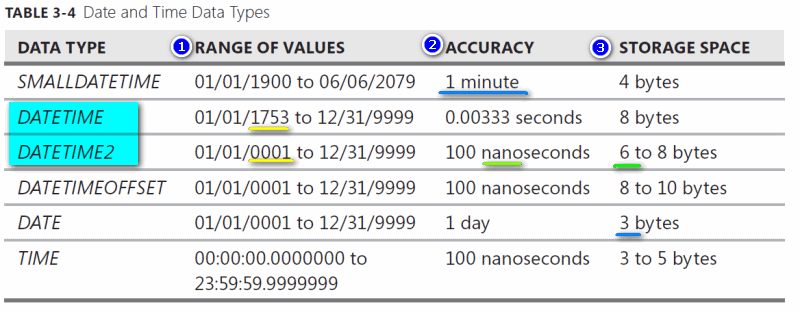 TABLE 3-4 Date and Time Data Types
DATA TYPE 1 RANGE OF VALUES 2 ACCURACY 3 STORAGE SPACE
SMALLDATETIME 01/01/1900 to 06/06/2079 1 minute 4 bytes
DATETIME 01/01/1753 to 12/31/9999 0.00333 seconds 8 bytes
DATETIME2 01/01/0001 to 12/31/9999 100 nanoseconds 6 to 8 bytes
DATETIMEOFFSET 01/01/0001 to 12/31/9999 100 nanoseconds 8 to 10 bytes
DATE 01/01/0001 to 12/31/9999 1 day 3 bytes
TIME 00:00:00.0000000 to 100 nanoseconds 3 to 5 bytes
23:59:59.9999999